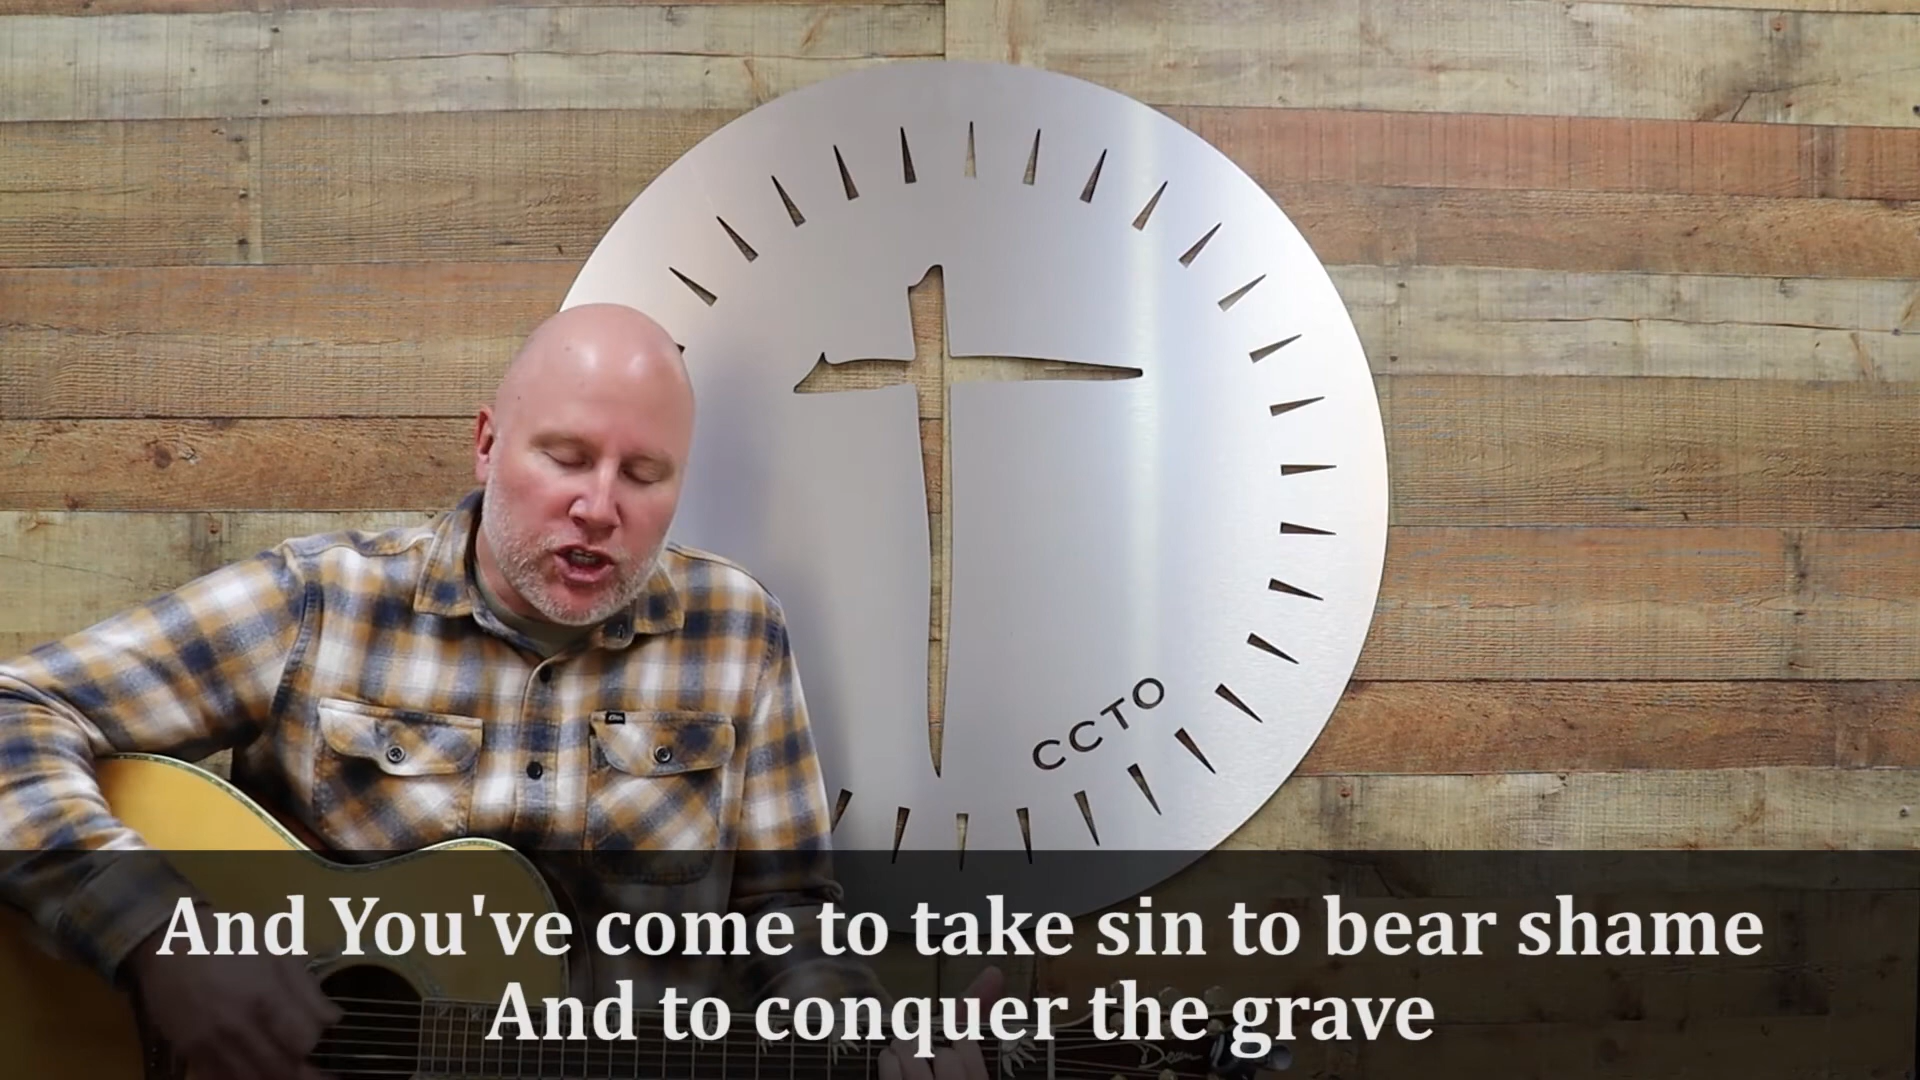 CCTO
And You've come to take sin to bear shame
And to conquer the grave